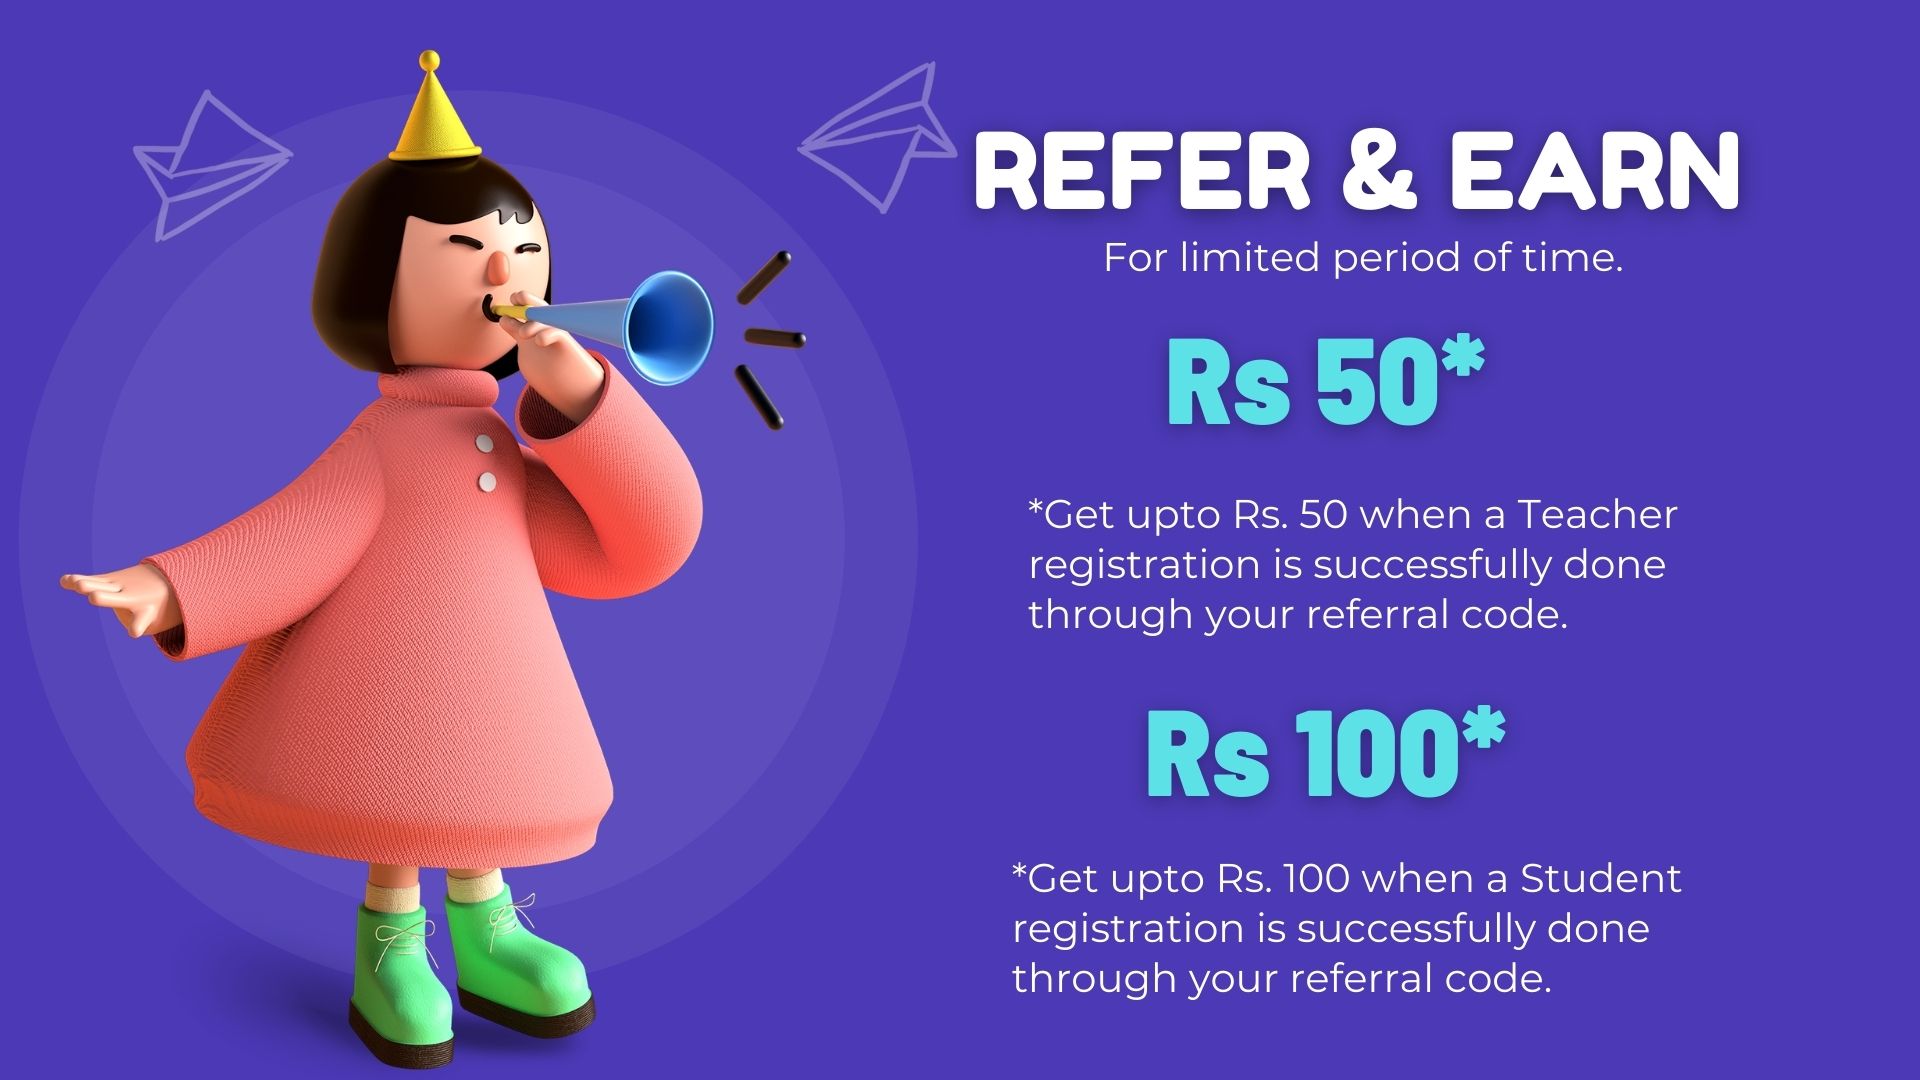 REFER & EARN
For limited period of time.
Rs 50*
*Get upto Rs. 50 when a Teacher
registration is successfully done
through your referral code.
Rs 100*
*Get upto Rs. 100 when a Student
registration is successfully done
through your referral code.